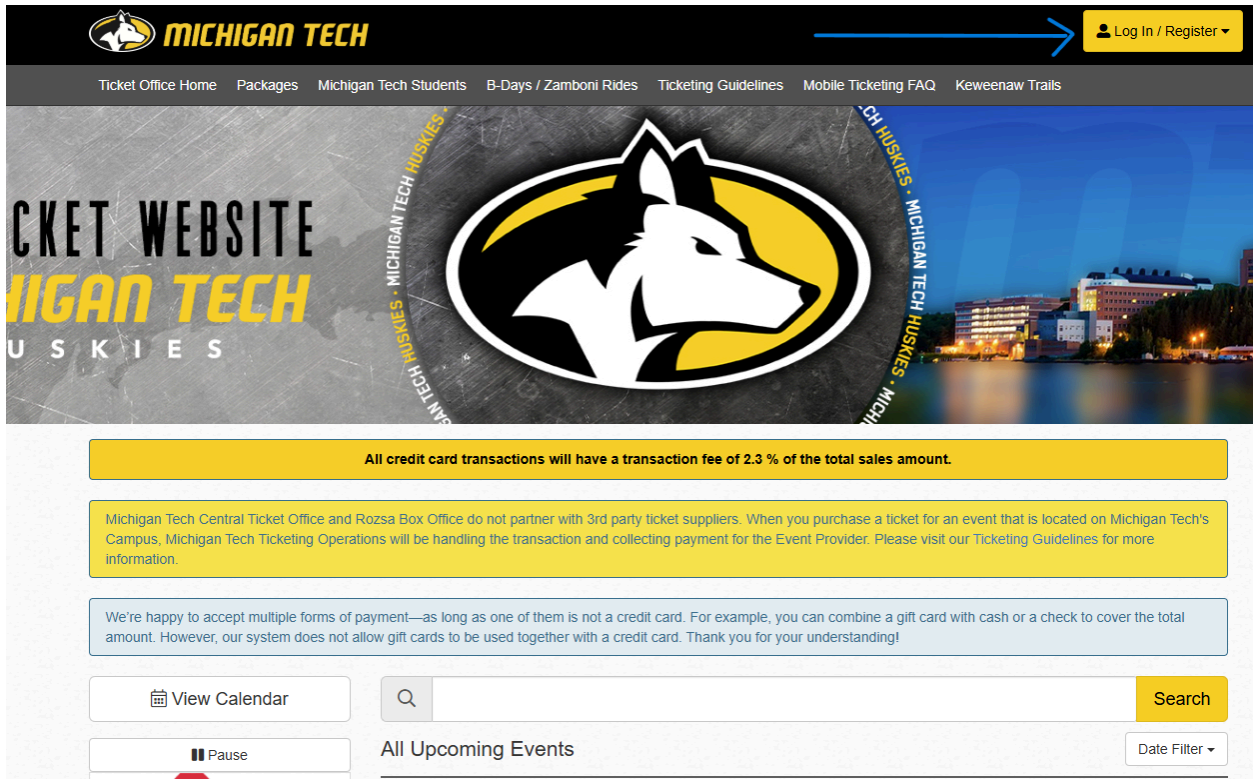 MICHIGAN TECH
Log In / Register
Ticket Office Home Packages Michigan Tech Students B-Days / Zamboni Rides Ticketing Guidelines Mobile Ticketing FAQ Keweenaw Trails
CKET WEBSITE
HIGAN TECH
USKIES
MICHIGAN TECH HUSKIES • MICHIGAN TECH HUSKIES • MICHIGAN TECH HUSKIES • MICHIGAN TECH HUSKIES
All credit card transactions will have a transaction fee of 2.3 % of the total sales amount.
Michigan Tech Central Ticket Office and Rozsa Box Office do not partner with 3rd party ticket suppliers. When you purchase a ticket for an event that is located on Michigan Tech's
Campus, Michigan Tech Ticketing Operations will be handling the transaction and collecting payment for the Event Provider. Please visit our Ticketing Guidelines for more
information.
We're happy to accept multiple forms of payment—as long as one of them is not a credit card. For example, you can combine a gift card with cash or a check to cover the total
amount. However, our system does not allow gift cards to be used together with a credit card. Thank you for your understanding!
View Calendar
Search
Pause
All Upcoming Events
Date Filter